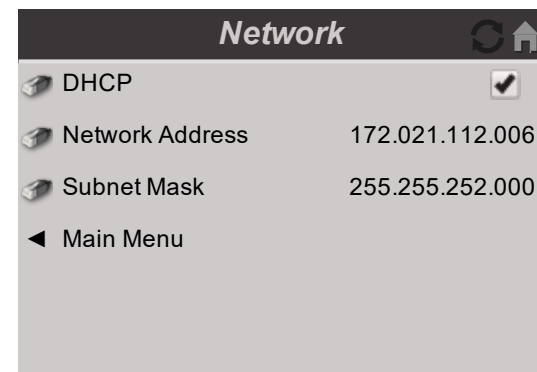 Network
DHCP
Network Address 172.021.112.006
Subnet Mask 255.255.252.000
Main Menu